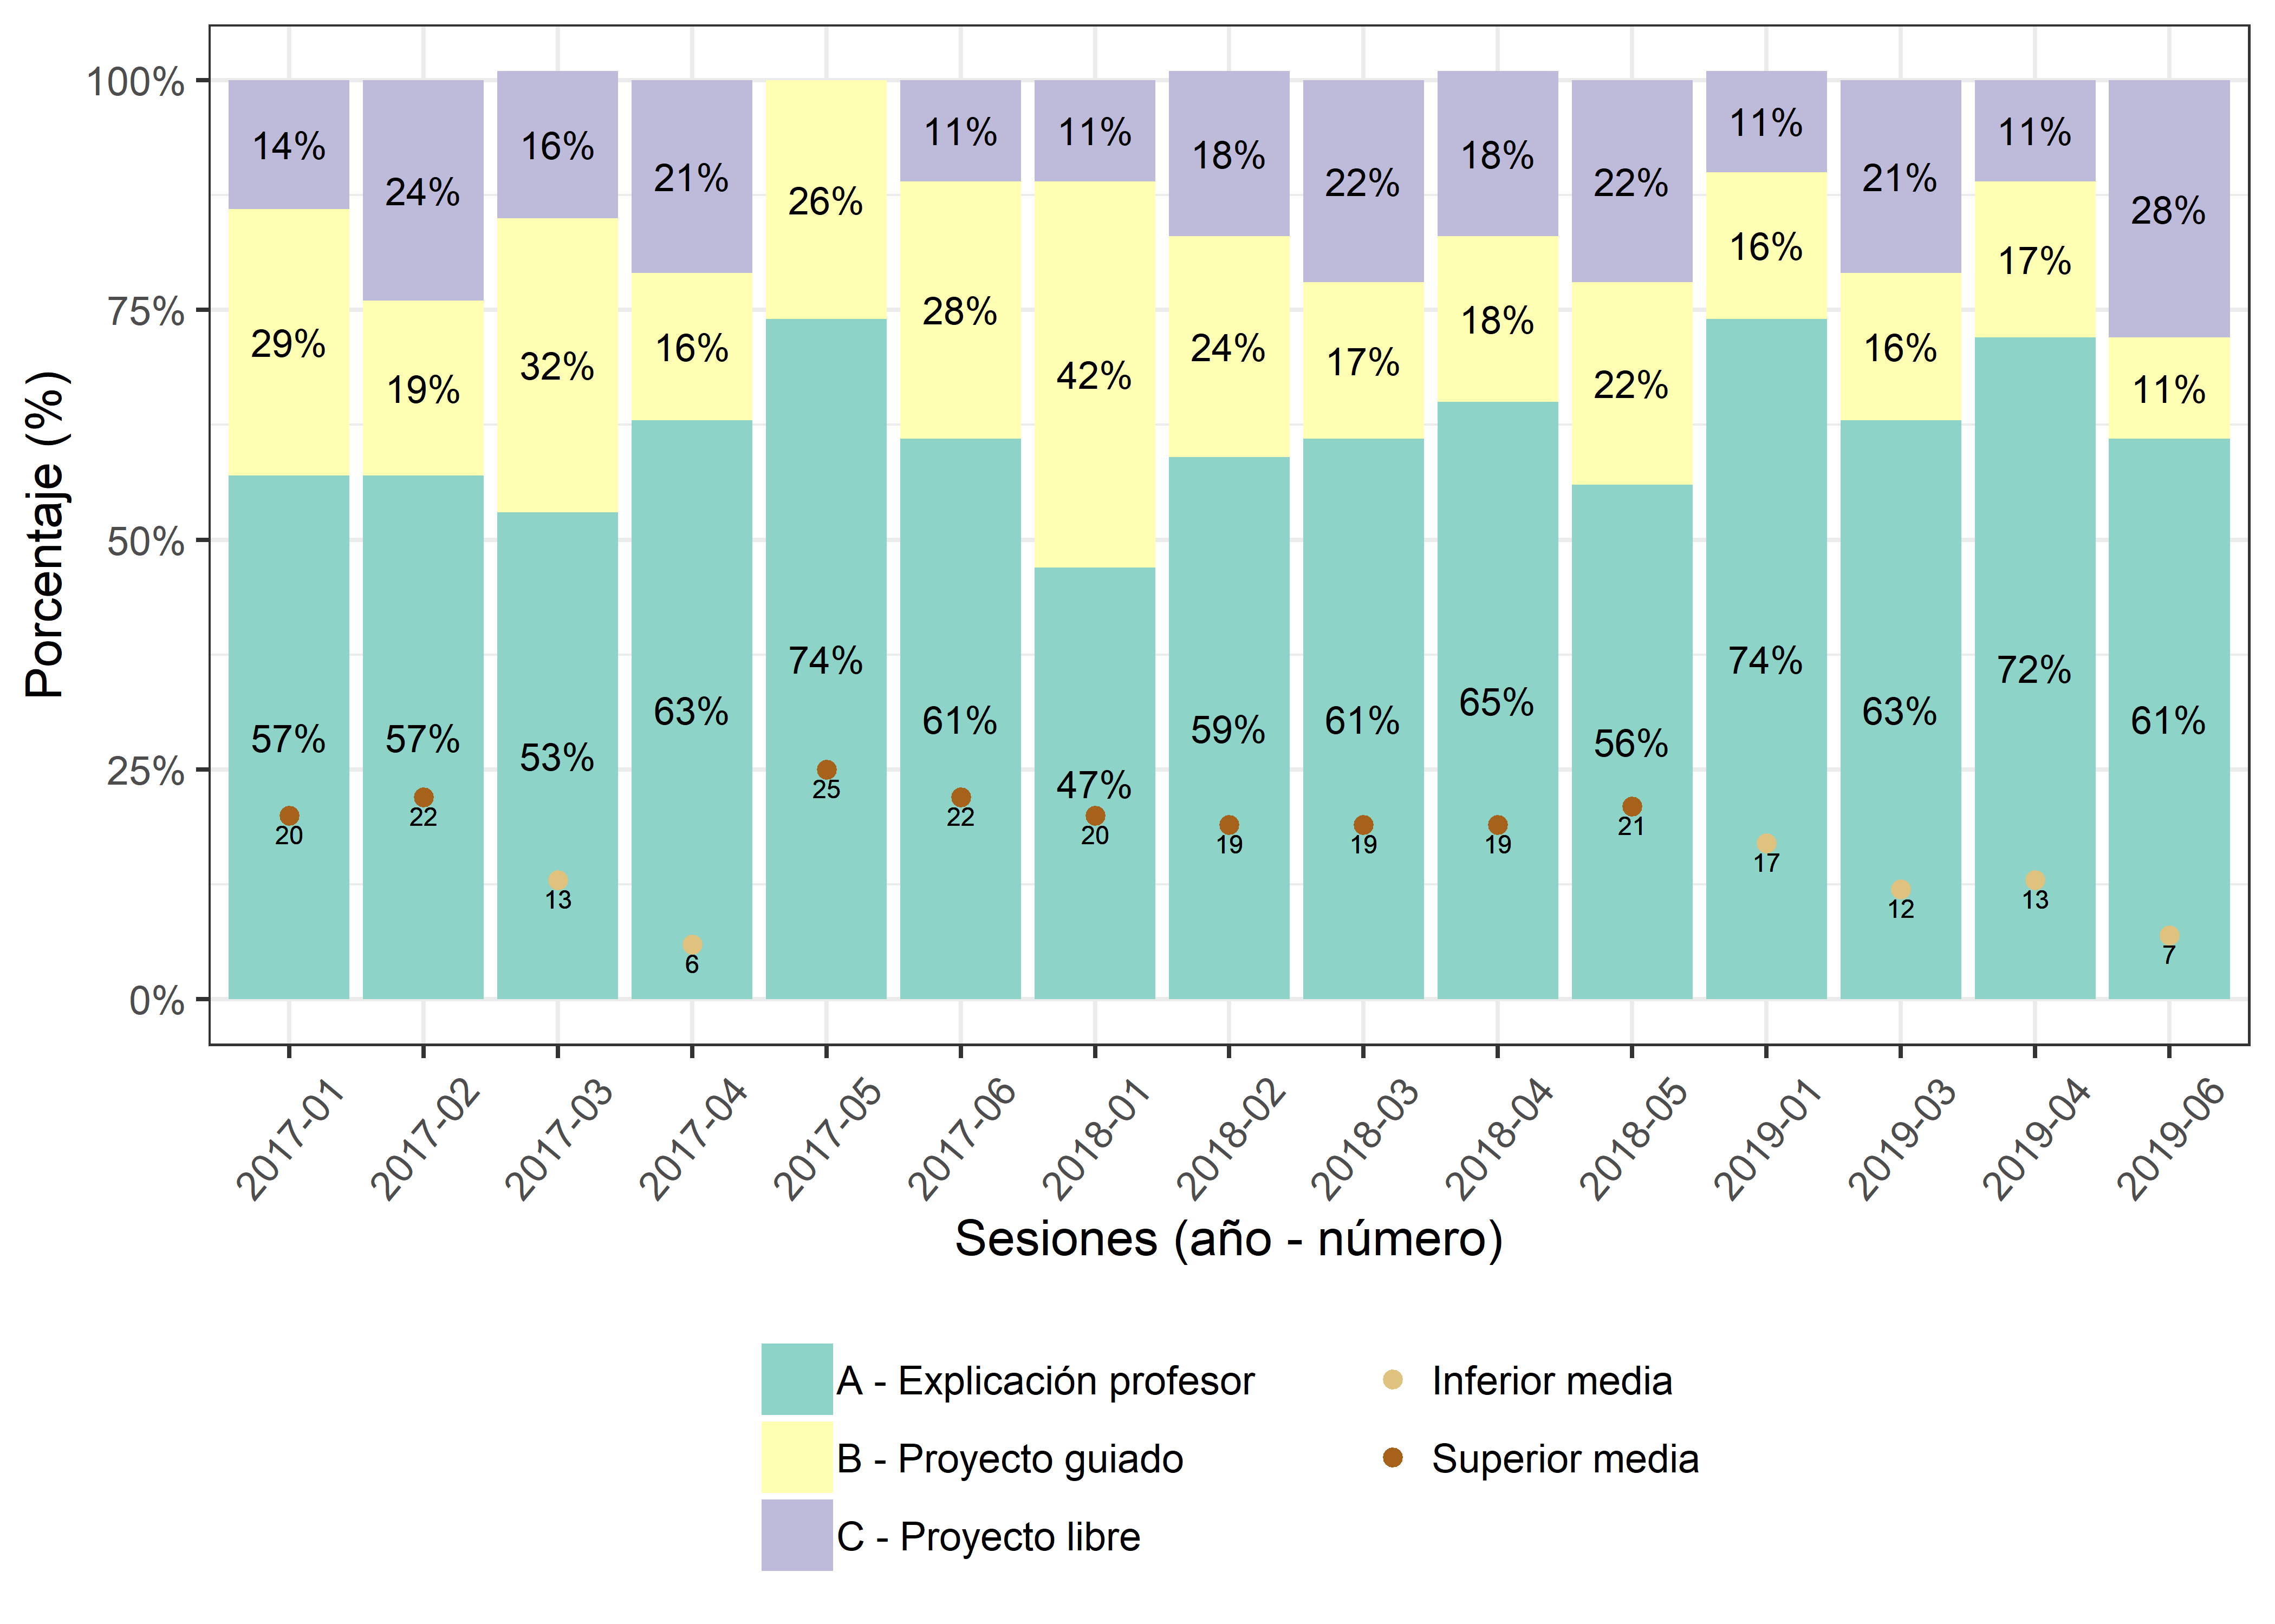 Porcentaje (%)
100%
75%
50%
25%
0%
14% 24% 16% 21% 11% 11% 18% 22% 18% 22% 11% 21% 11% 28%
29% 19% 32% 16% 26% 28% 42% 24% 17% 18% 22% 16% 16% 17% 11%
57% 57% 53% 63% 74% 61% 47% 59% 61% 65% 56% 74% 63% 72% 61%
20 22 13 6 25 22 20 19 19 19 21 17 12 13 7
2017-01 2017-02 2017-03 2017-04 2017-05 2017-06 2018-01 2018-02 2018-03 2018-04 2018-05 2019-01 2019-03 2019-04 2019-06
Sesiones (año - número)
A - Explicación profesor
B - Proyecto guiado
C - Proyecto libre
Inferior media
Superior media